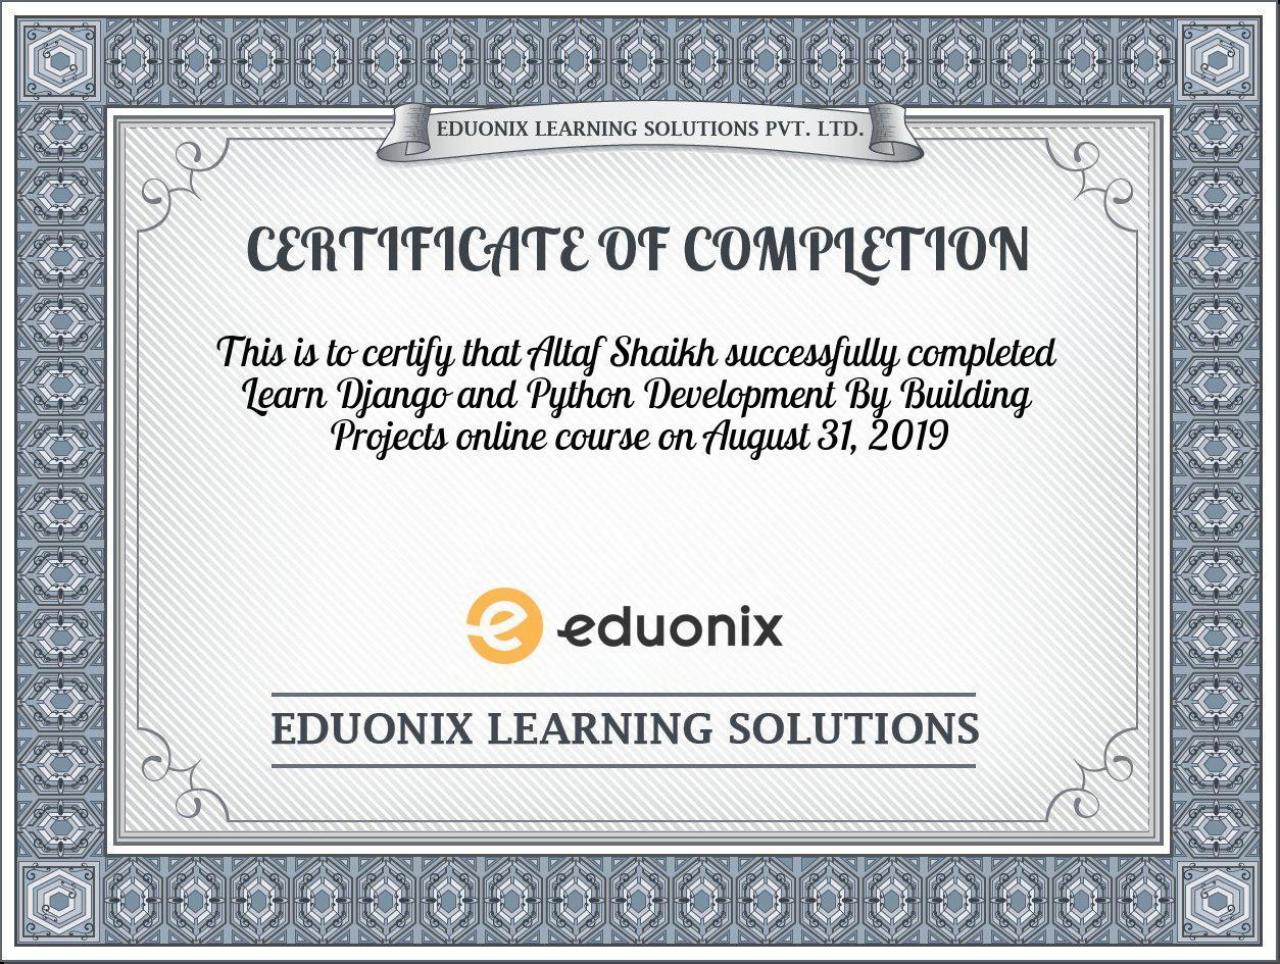 EDUONIX LEARNING SOLUTIONS PVT. LTD.
CERTIFICATE OF COMPLETION
This is to certify that Altaf Shaikh successfully completed
Learn Django and Python Development By Building
Projects online course on August 31, 2019
eduonix
EDUONIX LEARNING SOLUTIONS